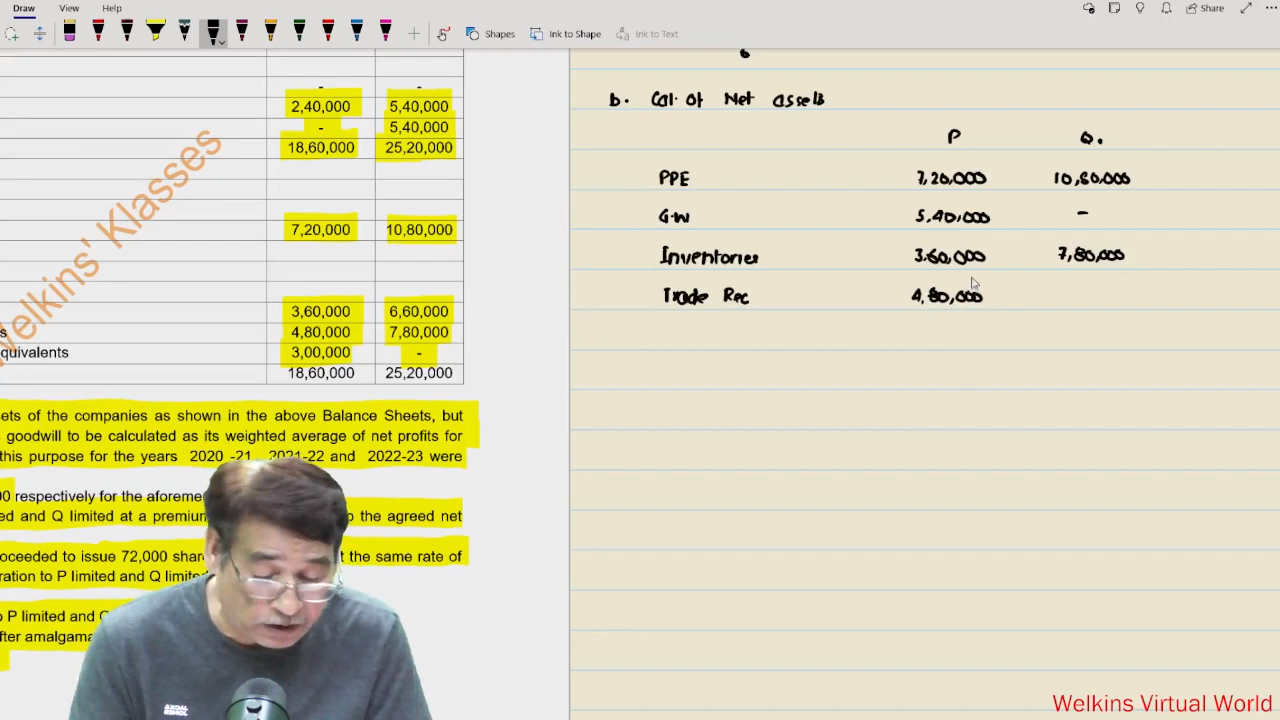 Draw View Help Share
Shapes Ink to Shape Ink to Text
- -
2,40,000 5,40,000
- 5,40,000
18,60,000 25,20,000
7,20,000 10,80,000
3,60,000 6,60,000
s 4,80,000 7,80,000
equivalents 3,00,000 -
18,60,000 25,20,000
sets of the companies as shown in the above Balance Sheets, but
goodwill to be calculated as its weighted average of net profits for
this purpose for the years 2020 -21, 2021-22 and 2022-23 were
00 respectively for the
ed and Q limited at a premium the agreed net
oceeded to issue 72,000 t the same rate of
ration to P limited and Q limited
o P limited and
fter
Welkins' Klasses
b. Cal. of Net assets
P Q.
PPE 7,20,000 10,80,000
G.W 5,40,000 -
Inventories 3,60,000 7,80,000
Trade Rec 4,80,000
Welkins Virtual World